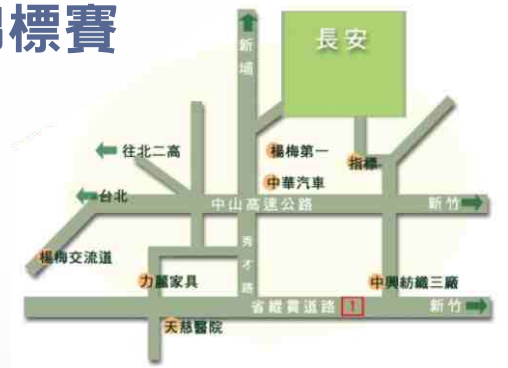 錦標賽
新埔
長安
往北二高
楊梅第一
指標
中華汽車
台北
中山高速公路
新竹
秀才路
楊梅交流道
力麗家具
中興紡織三廠
省縱貫道路 1
新竹
天慈醫院